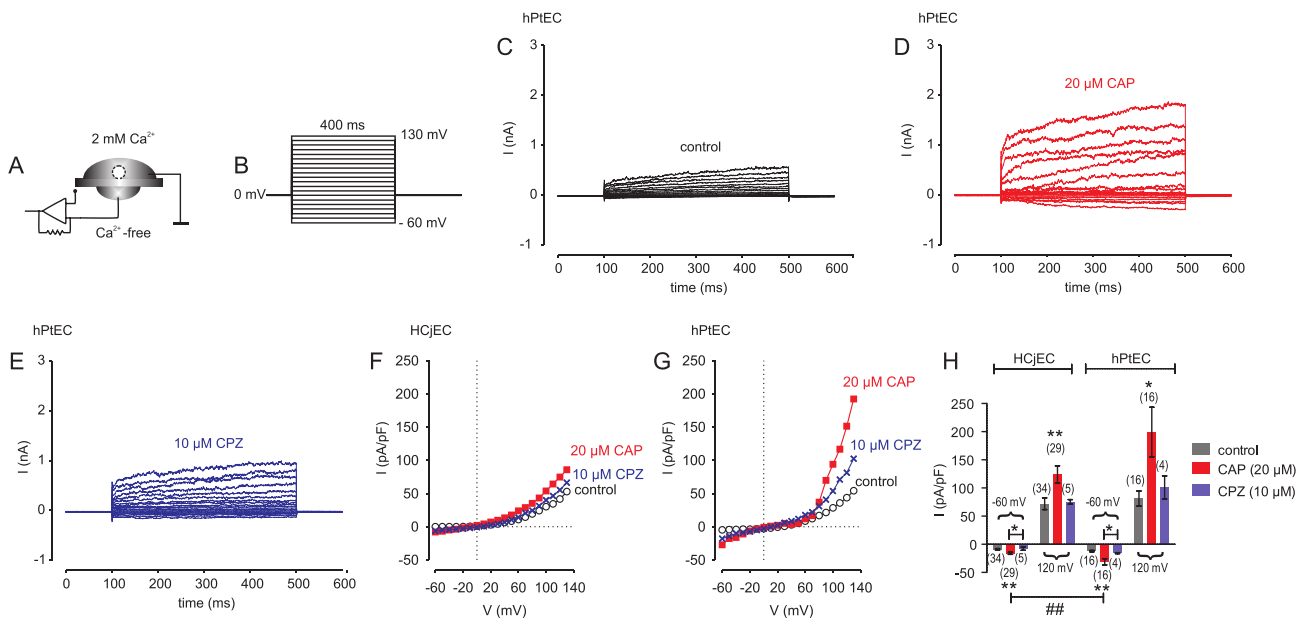 A
2 mM Ca²⁺
Ca²⁺ -free
B
400 ms
130 mV
0 mV
- 60 mV
hPtEC
C
3
2
1
0
-1
I (nA)
control
0 100 200 300 400 500 600
time (ms)
hPtEC
D
3
2
1
0
-1
I (nA)
20 µM CAP
0 100 200 300 400 500 600
time (ms)
hPtEC
E
3
2
1
0
-1
I (nA)
10 µM CPZ
0 100 200 300 400 500 600
time (ms)
HCjEC
F
250
200
150
100
50
0
-50
I (pA/pF)
20 µM CAP
10 µM CPZ
control
-60 -20 20 60 100 140
V (mV)
hPtEC
G
250
200
150
100
50
0
-50
I (pA/pF)
20 µM CAP
10 µM CPZ
control
-60 -20 20 60 100 140
V (mV)
H
HCjEC hPtEC
250
200
150
100
50
0
-50
I (pA/pF)
*
(16)
**
(29)
(34) (5) (16) (4)
-60 mV -60 mV
* *
(34) (29) (5) 120 mV (16) (16) (4) 120 mV
** **
##
control
CAP (20 µM)
CPZ (10 µM)